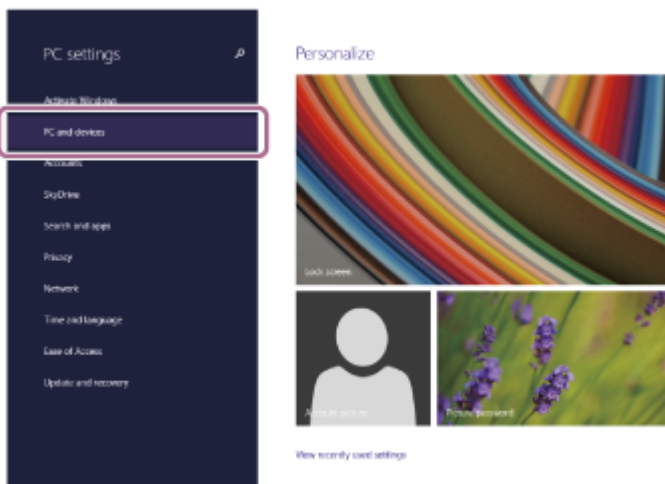 PC settings
Activate Windows
PC and devices
Accounts
SkyDrive
Search and apps
Privacy
Network
Time and language
Ease of Access
Update and recovery
Personalize
Lock screen
Account picture
Picture password
View recently used settings